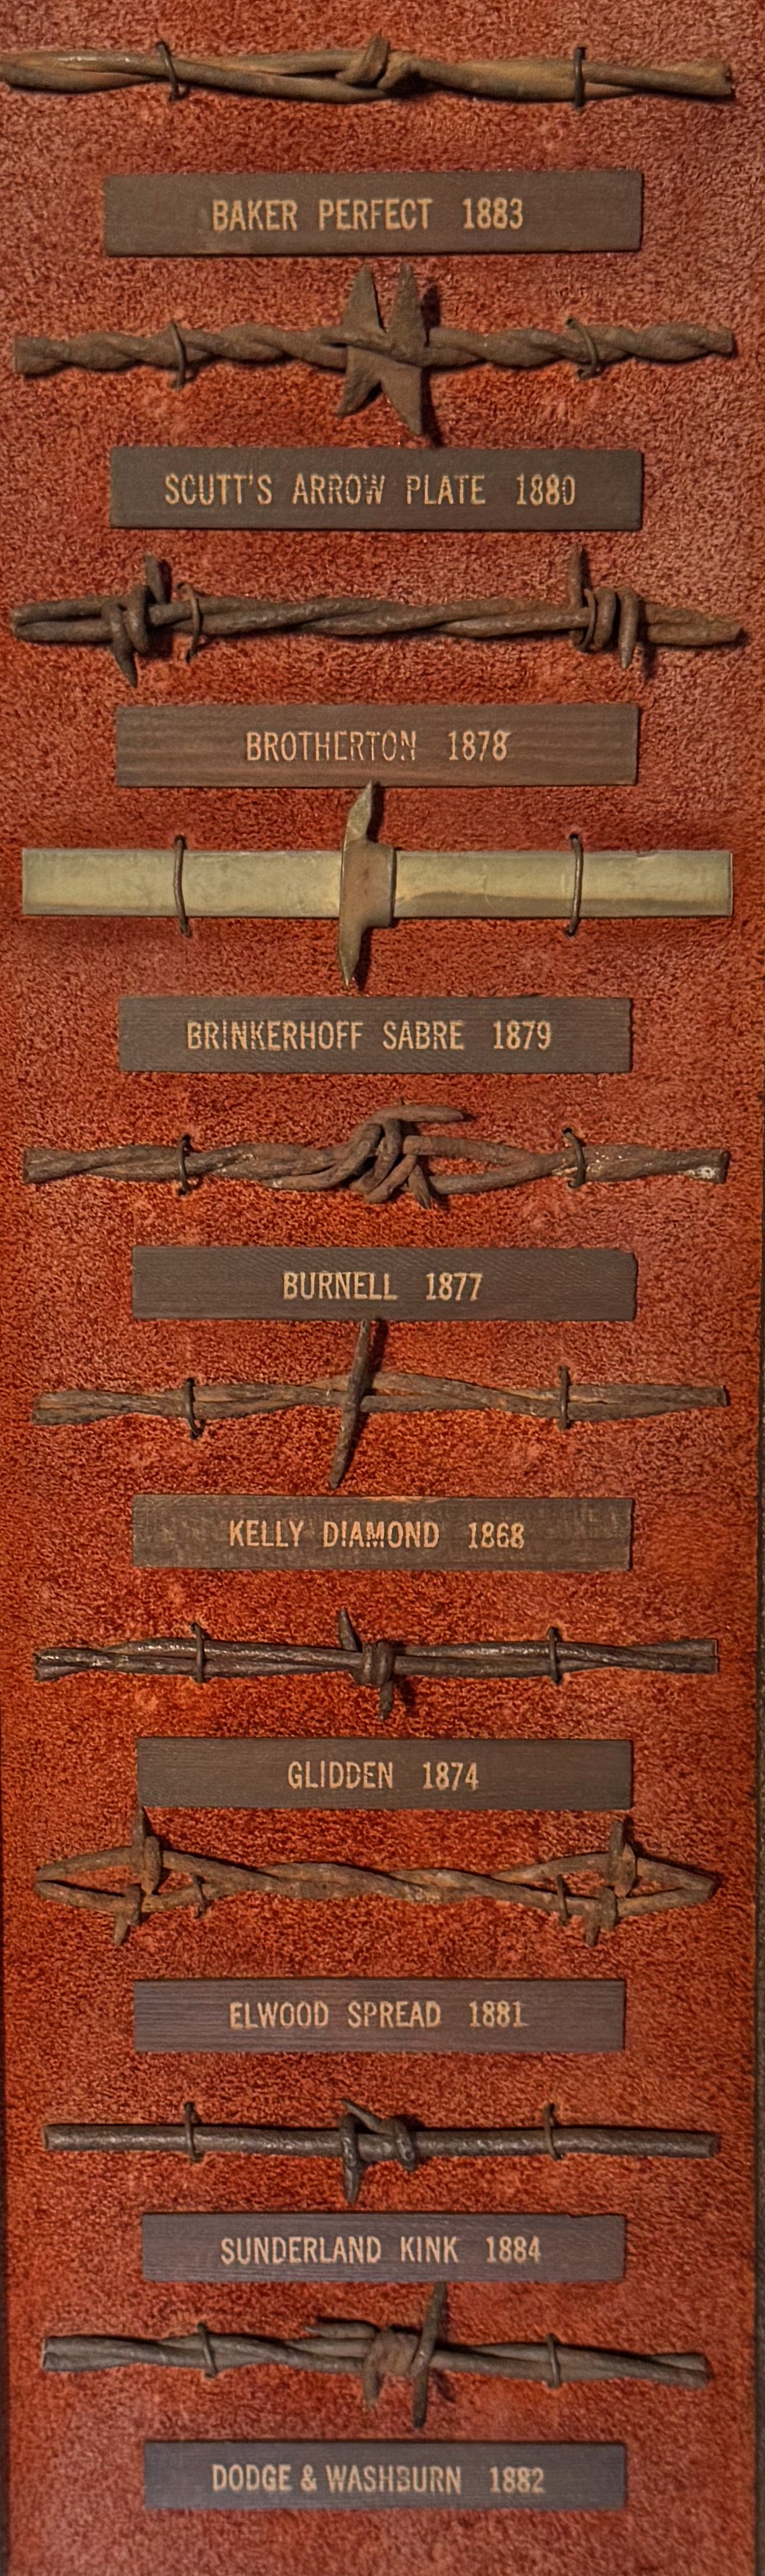 BAKER PERFECT 1883
SCUTT'S ARROW PLATE 1880
BROTHERTON 1878
BRINKERHOFF SABRE 1879
BURNELL 1877
KELLY DIAMOND 1868
GLIDDEN 1874
ELWOOD SPREAD 1881
SUNDERLAND KINK 1884
DODGE & WASHBURN 1882